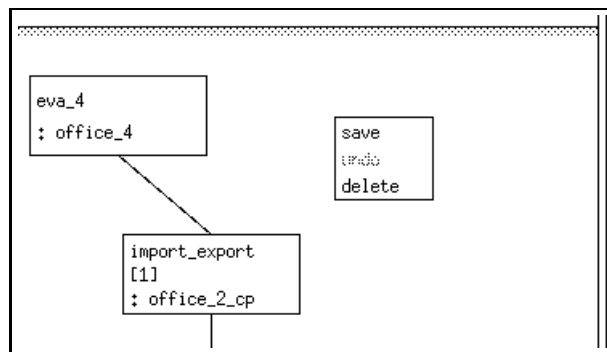 eva_4
: office_4
save
undo
delete
import_export
[1]
: office_2_cp